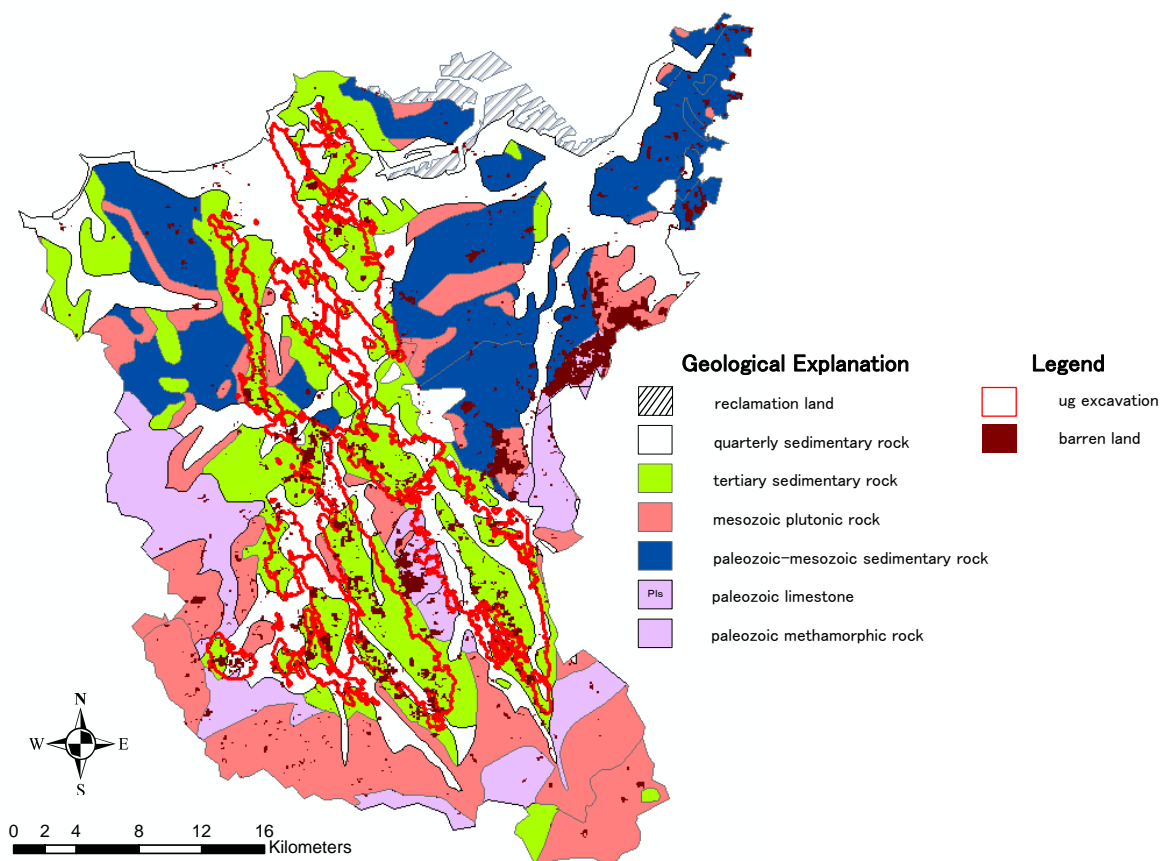 Geological Explanation
reclamation land
quarterly sedimentary rock
tertiary sedimentary rock
mesozoic plutonic rock
paleozoic-mesozoic sedimentary rock
Pls paleozoic limestone
paleozoic methamorphic rock
Legend
ug excavation
barren land
N
W E
S
0 2 4 8 12 16
Kilometers